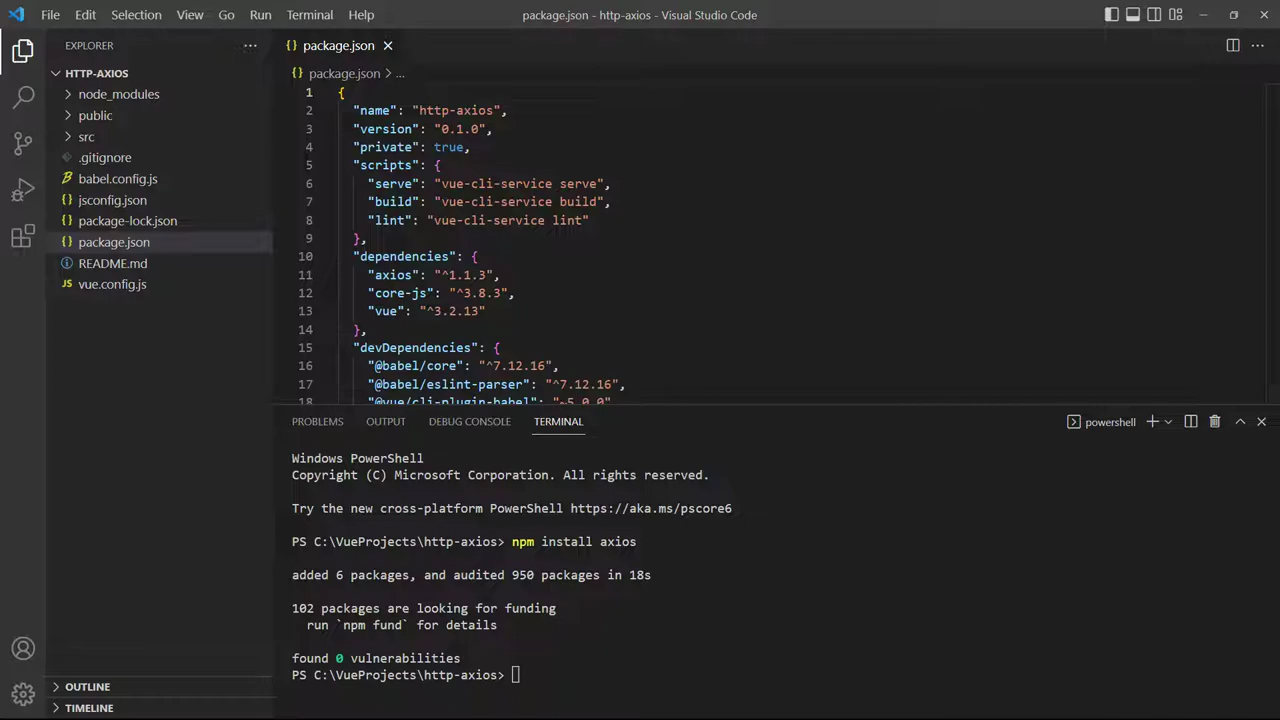 File Edit Selection View Go Run Terminal Help
package.json - http-axios - Visual Studio Code
EXPLORER
HTTP-AXIOS
node_modules
public
src
.gitignore
babel.config.js
jsconfig.json
package-lock.json
package.json
README.md
vue.config.js
OUTLINE
TIMELINE
{} package.json
{} package.json > ...
1 {
2 "name": "http-axios",
3 "version": "0.1.0",
4 "private": true,
5 "scripts": {
6 "serve": "vue-cli-service serve",
7 "build": "vue-cli-service build",
8 "lint": "vue-cli-service lint"
9 },
10 "dependencies": {
11 "axios": "^1.1.3",
12 "core-js": "^3.8.3",
13 "vue": "^3.2.13"
14 },
15 "devDependencies": {
16 "@babel/core": "^7.12.16",
17 "@babel/eslint-parser": "^7.12.16",
18 "@vue/cli-plugin-babel": "~5.0.0"
PROBLEMS OUTPUT DEBUG CONSOLE TERMINAL
powershell
Windows PowerShell
Copyright (C) Microsoft Corporation. All rights reserved.
Try the new cross-platform PowerShell https://aka.ms/pscore6
PS C:\VueProjects\http-axios> npm install axios
added 6 packages, and audited 950 packages in 18s
102 packages are looking for funding
run `npm fund` for details
found 0 vulnerabilities
PS C:\VueProjects\http-axios>